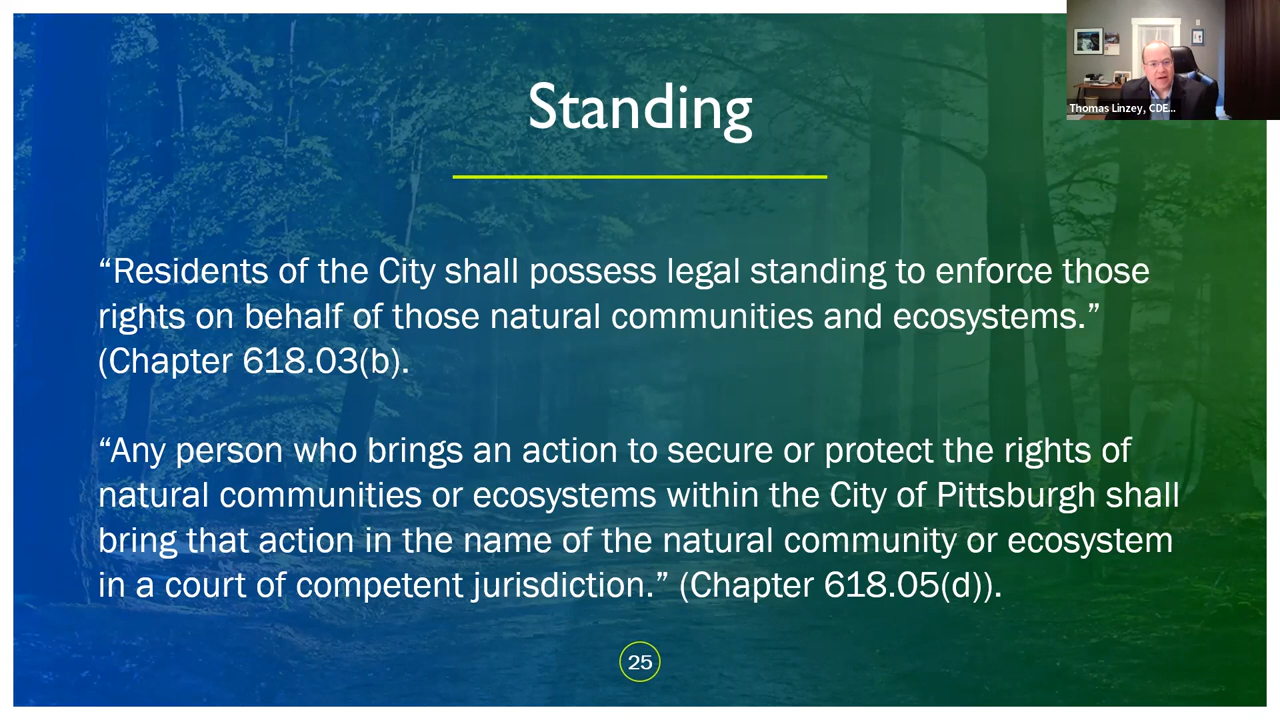 Standing
Thomas Linzey, CDE...
“Residents of the City shall possess legal standing to enforce those
rights on behalf of those natural communities and ecosystems.”
(Chapter 618.03(b).
“Any person who brings an action to secure or protect the rights of
natural communities or ecosystems within the City of Pittsburgh shall
bring that action in the name of the natural community or ecosystem
in a court of competent jurisdiction.” (Chapter 618.05(d)).
25